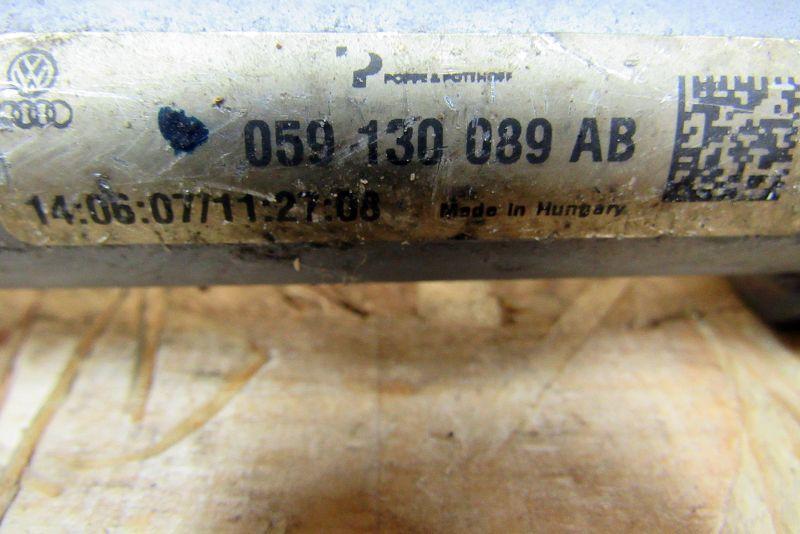 POPPE & POTTHOFF
059 130 089 AB
14:06:07/11:27:08 Made in Hungary